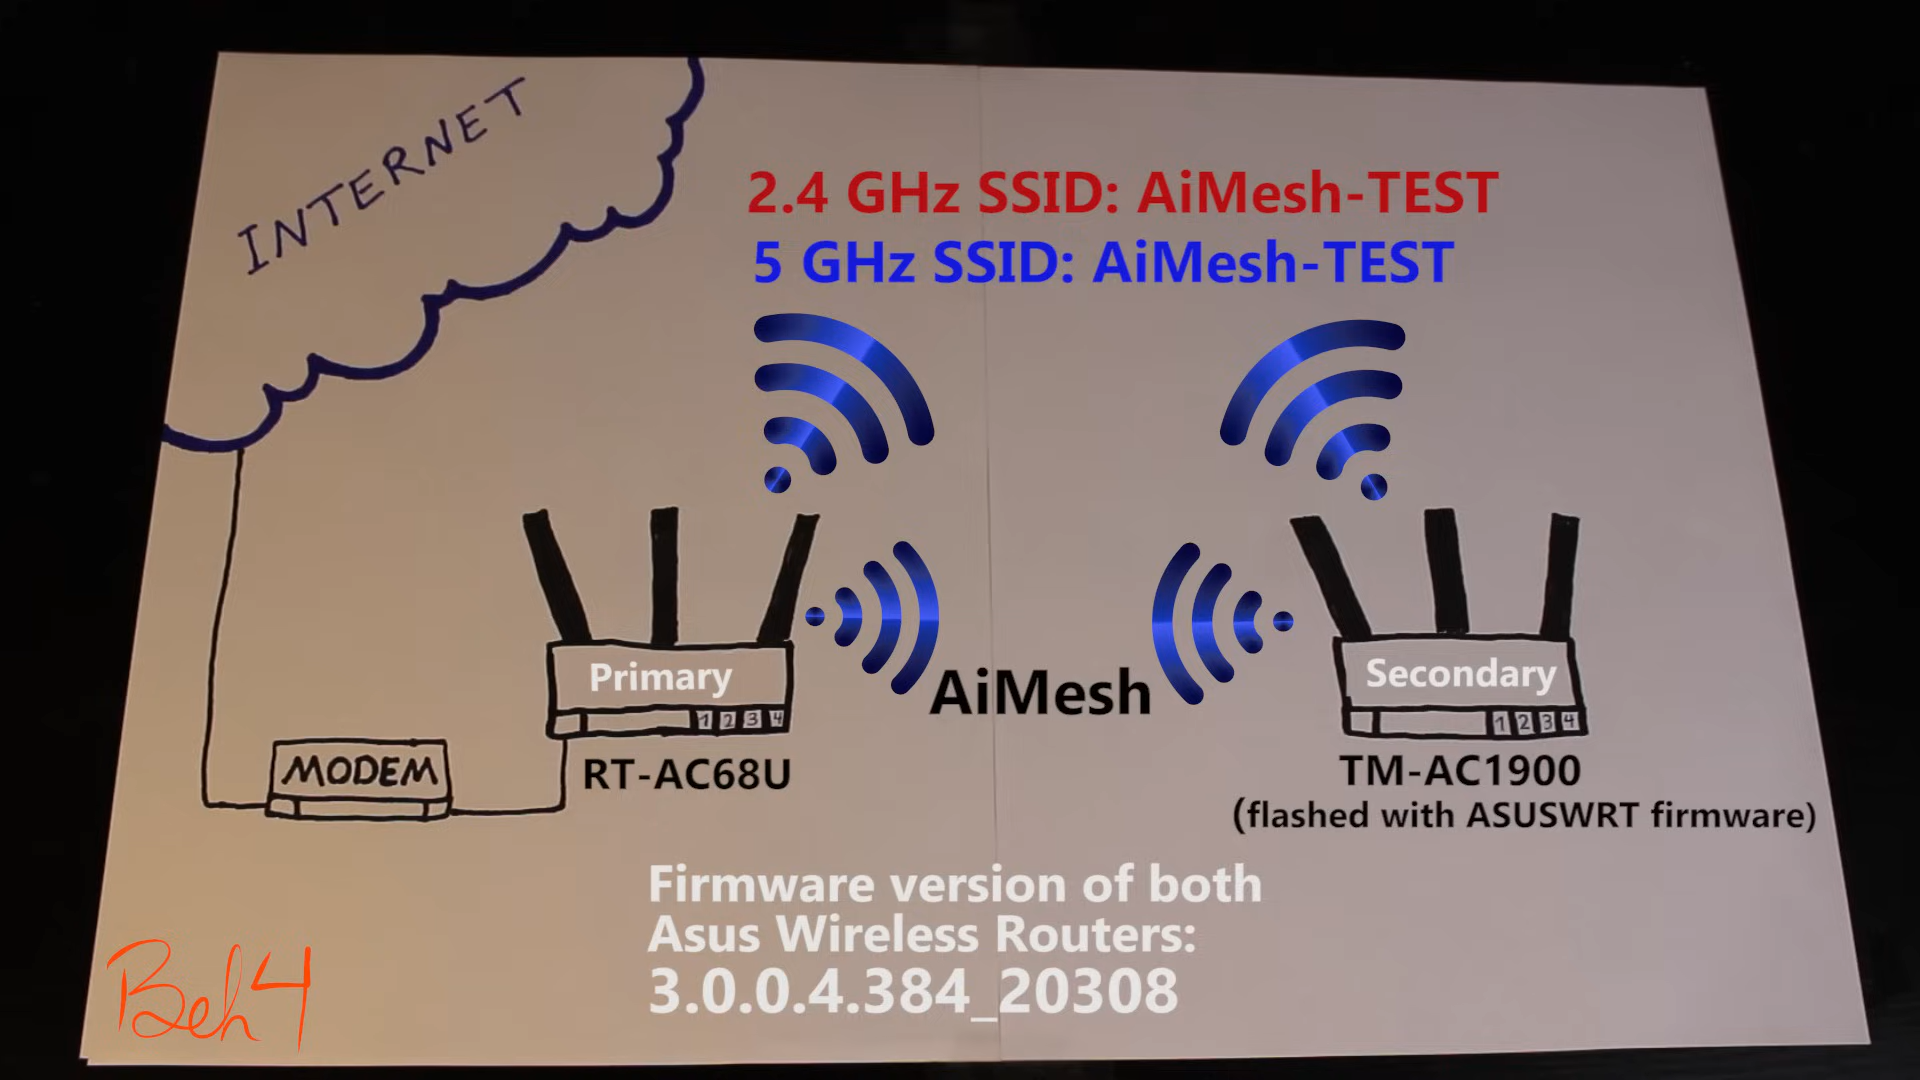 INTERNET
2.4 GHz SSID: AiMesh-TEST
5 GHz SSID: AiMesh-TEST
Primary
1 2 3 4
Secondary
1 2 3 4
AiMesh
MODEM
RT-AC68U
TM-AC1900
(flashed with ASUSWRT firmware)
Firmware version of both
Asus Wireless Routers:
3.0.0.4.384_20308
Beh4